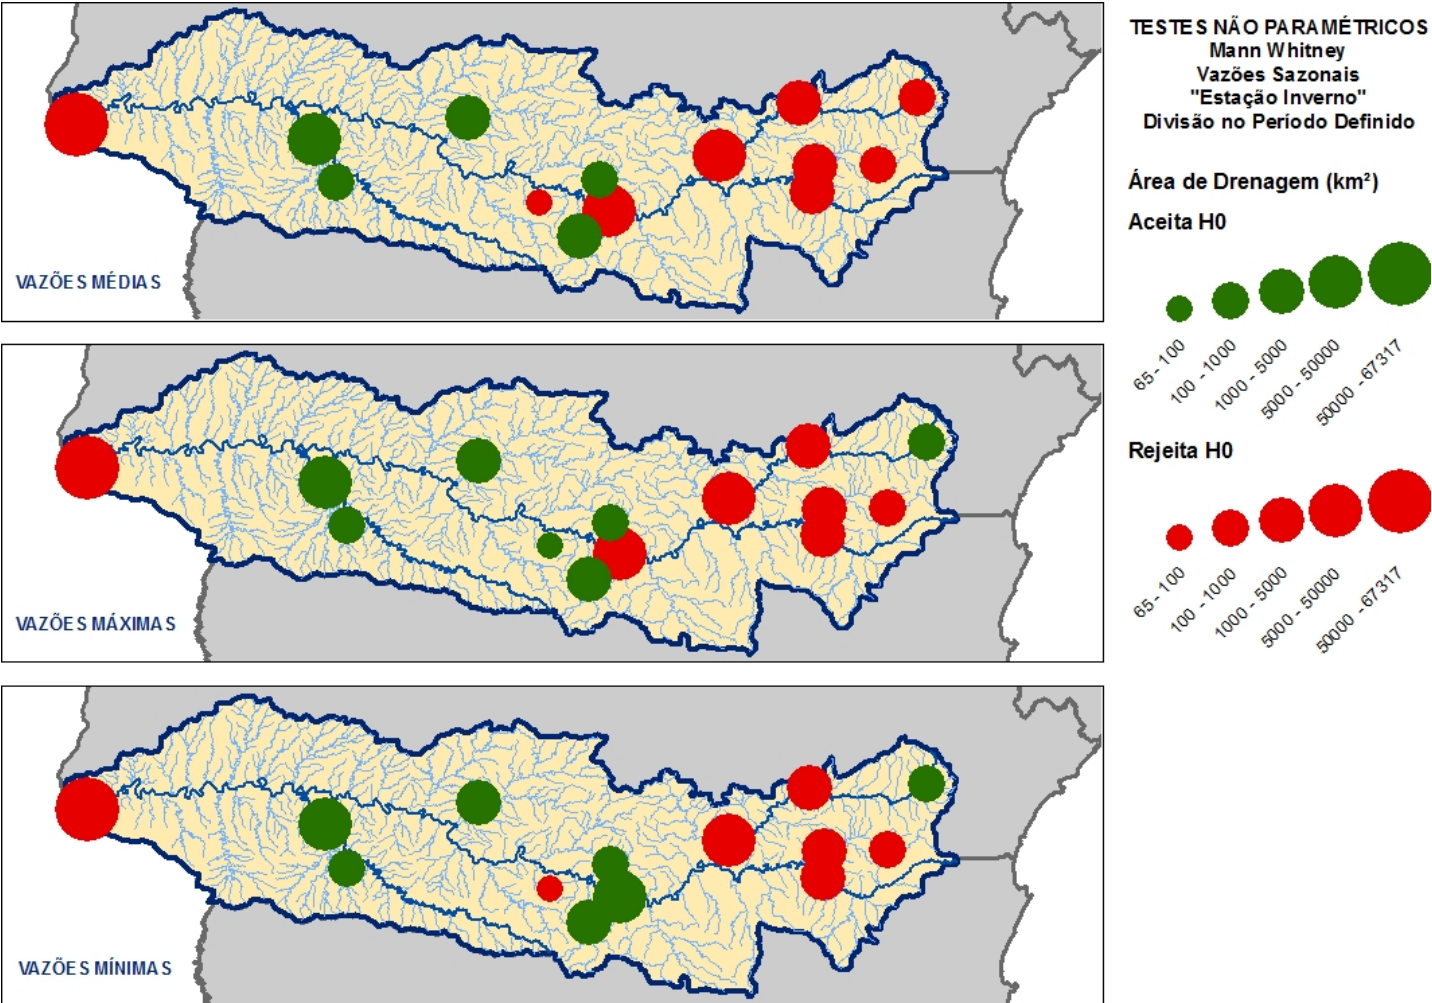 TESTES NÃO PARAMÉTRICOS
Mann Whitney
Vazões Sazonais
"Estação Inverno"
Divisão no Período Definido
Área de Drenagem (km²)
Aceita H0
65 - 100
100 - 1000
1000 - 5000
5000 - 50000
50000 - 67317
Rejeita H0
65 - 100
100 - 1000
1000 - 5000
5000 - 50000
50000 - 67317
VAZÕES MÉDIAS
VAZÕES MÁXIMAS
VAZÕES MÍNIMAS